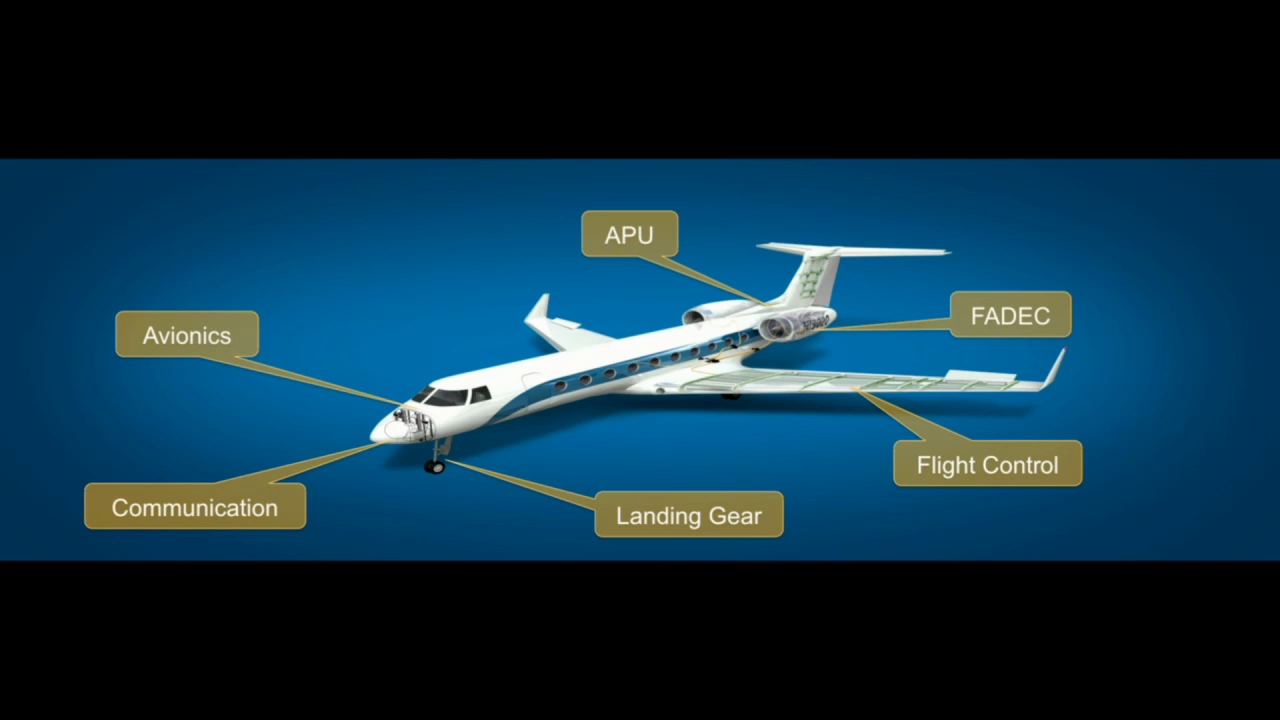 APU
FADEC
Avionics
Flight Control
Communication
Landing Gear